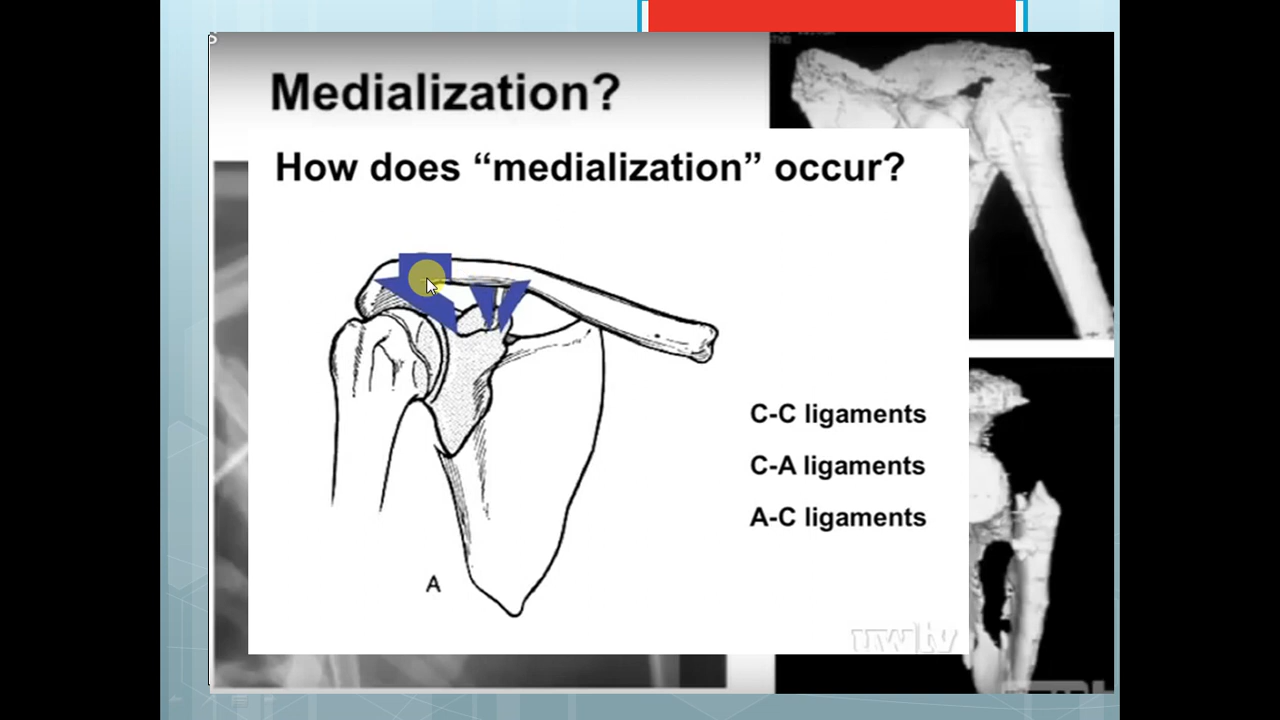 S
Medialization?
How does “medialization” occur?
C-C ligaments
C-A ligaments
A-C ligaments
A
uwtv